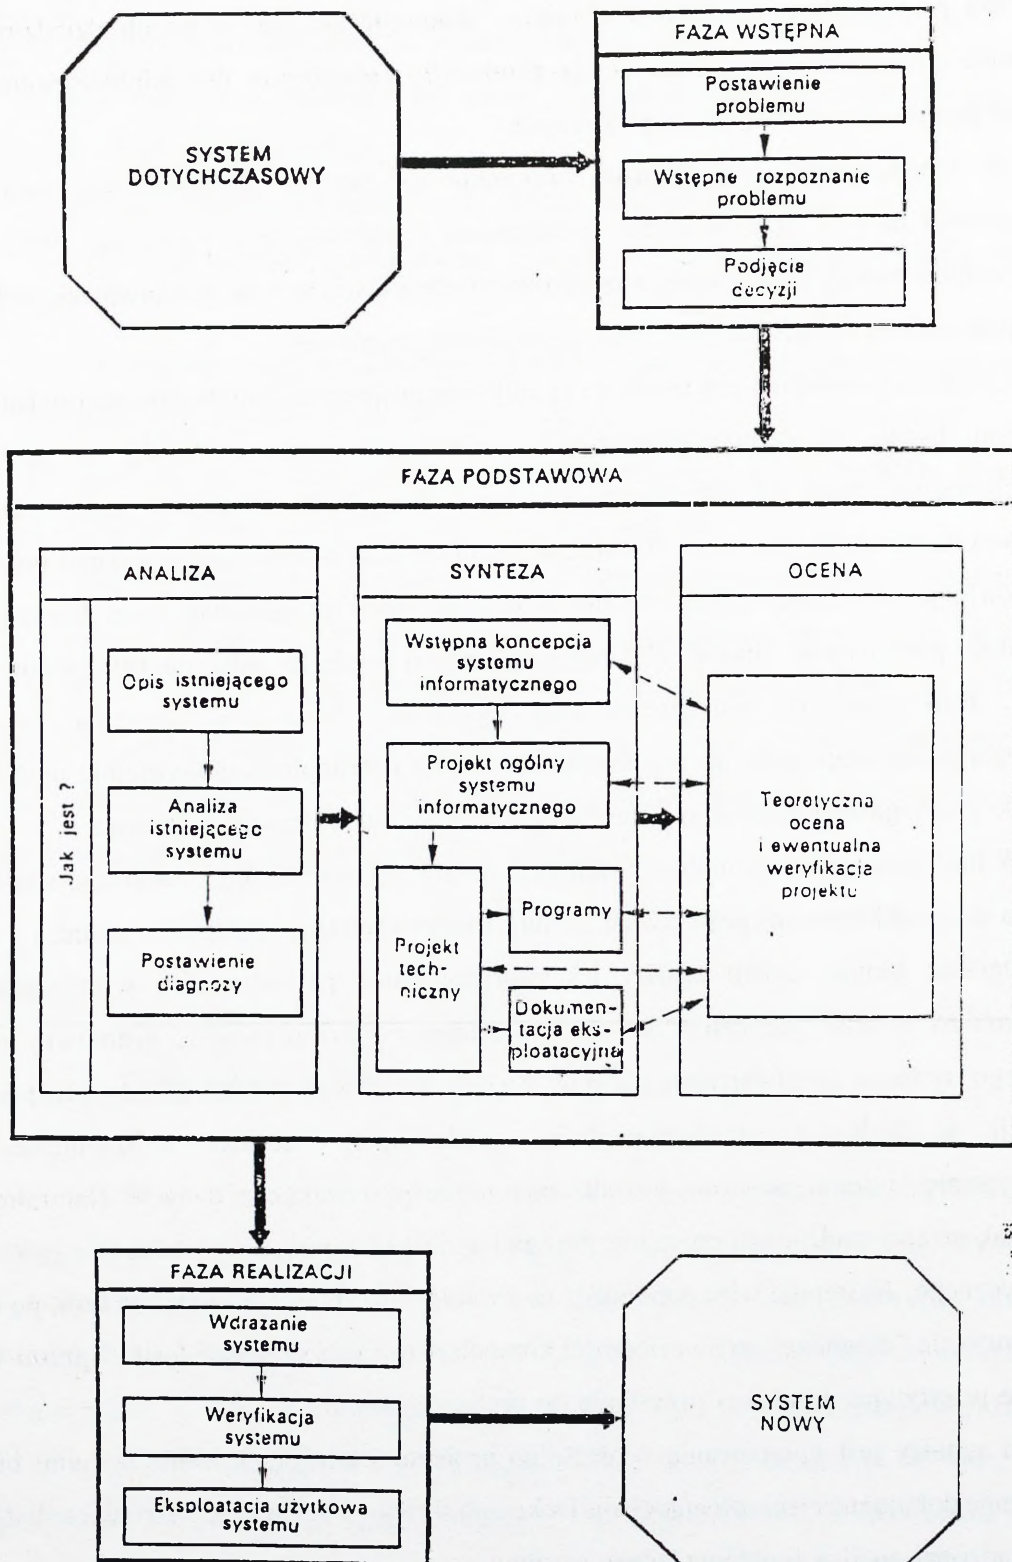 SYSTEM
DOTYCHCZASOWY
FAZA WSTĘPNA
Postawienie
problemu
Wstępne rozpoznanie
problemu
Podjęcia
decyzji
FAZA PODSTAWOWA
ANALIZA
Jak jest ?
Opis istniejącego
systemu
Analiza
istniejącego
systemu
Postawienie
diagnozy
SYNTEZA
Wstępna koncepcja
systemu
informatycznego
Projekt ogólny
systemu
informatycznego
Projekt
tech-
niczny
Programy
Dokumen-
tacja eks-
ploatacyjna
OCENA
Teoretyczna
ocena
i ewentualna
weryfikacja
projektu
FAZA REALIZACJI
Wdrazanie
systemu
Weryfikacja
systemu
Eksploatacja użytkowa
systemu
SYSTEM
NOWY